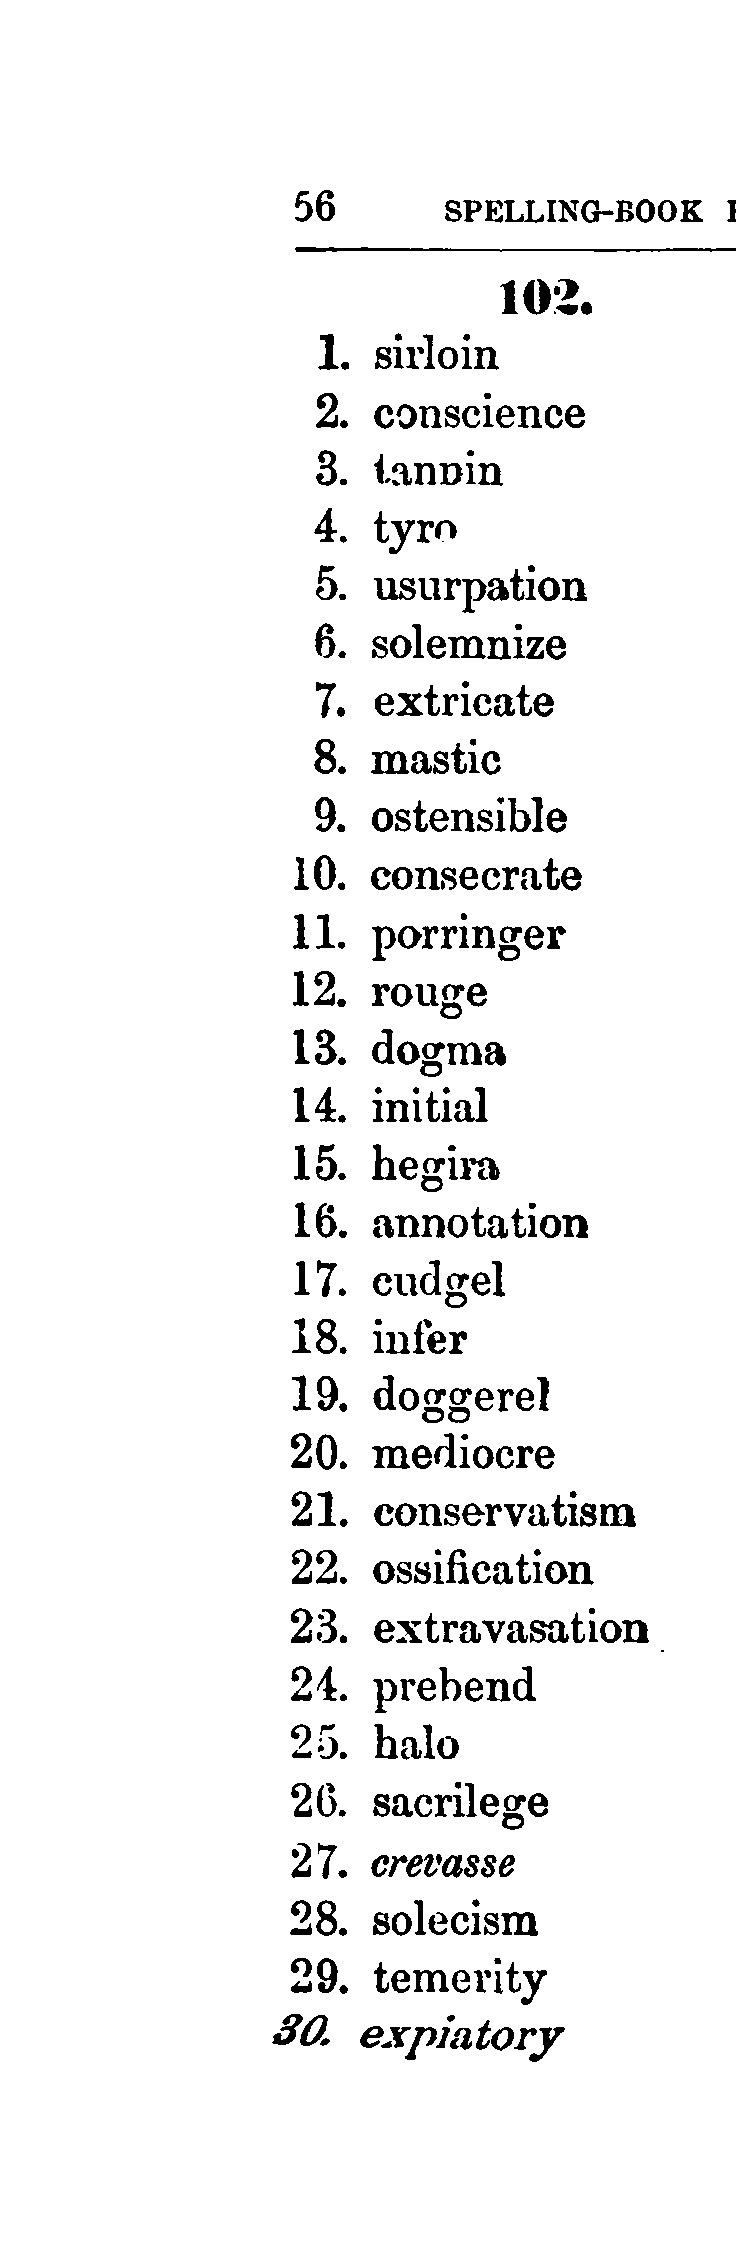 56 SPELLING-BOOK
102.
1. sirloin
2. conscience
3. tannin
4. tyro
5. usurpation
6. solemnize
7. extricate
8. mastic
9. ostensible
10. consecrate
11. porringer
12. rouge
13. dogma
14. initial
15. hegira
16. annotation
17. cudgel
18. infer
19. doggerel
20. mediocre
21. conservatism
22. ossification
23. extravasation
24. prebend
25. halo
26. sacrilege
27. crevasse
28. solecism
29. temerity
30. expiatory